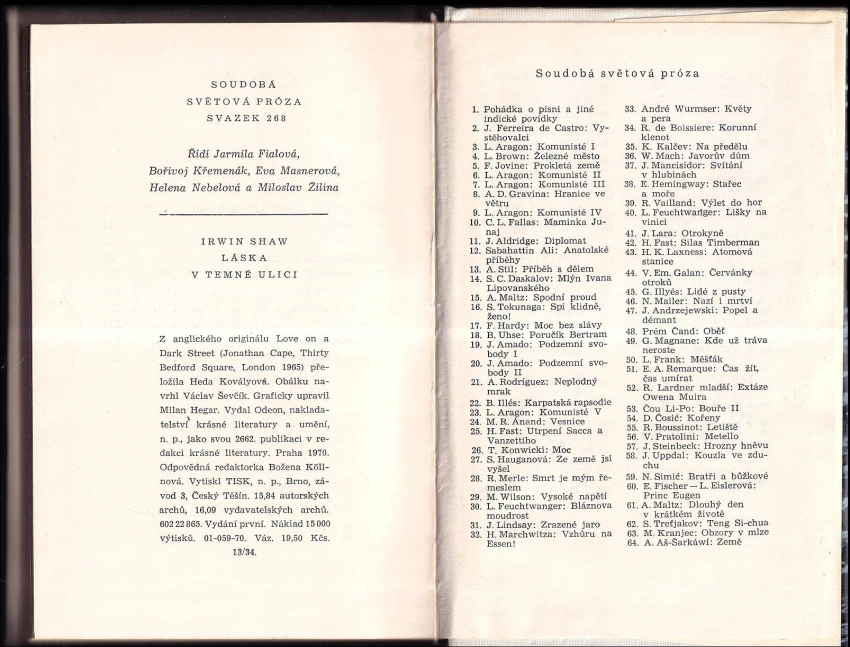 SOUDOBÁ
SVĚTOVÁ PRÓZA
SVAZEK 268
Řídí Jarmila Fialová,
Bořivoj Křemenák, Eva Masnerová,
Helena Nebelová a Miloslav Žilina
IRWIN SHAW
LÁSKA
V TEMNÉ ULICI
Z anglického originálu Love on a
Dark Street (Jonathan Cape, Thirty
Bedford Square, London 1965) pře-
ložila Heda Kovályová. Obálku na-
vrhl Václav Ševčík. Graficky upravil
Milan Hegar. Vydal Odeon, naklada-
telství krásné literatury a umění,
n. p., jako svou 2662. publikaci v re-
dakci krásné literatury. Praha 1970.
Odpovědná redaktorka Božena Köll-
nová. Vytiskl TISK, n. p., Brno, zá-
vod 3, Český Těšín. 15,84 autorských
archů, 16,09 vydavatelských archů.
602 22 865. Vydání první. Náklad 15 000
výtisků. 01-059-70. Váz. 19,50 Kčs.
13/34.
Soudobá světová próza
1. Pohádka o písni a jiné
indické povídky
2. J. Ferreira de Castro: Vy-
stěhovalci
3. L. Aragon: Komunisté I
4. L. Brown: Železné město
5. F. Jovine: Prokletá země
6. L. Aragon: Komunisté II
7. L. Aragon: Komunisté III
8. A. D. Gravina: Hranice ve
větru
9. L. Aragon: Komunisté IV
10. C. L. Fallas: Maminka Ju-
naj
11. J. Aldridge: Diplomat
12. Sabahattin Ali: Anatolské
příběhy
13. A. Stil: Příběh s dělem
14. S. C. Daskalov: Mlýn Ivana
Lipovanského
15. A. Maltz: Spodní proud
16. S. Tokunaga: Spi klidně,
ženo!
17. F. Hardy: Moc bez slávy
18. B. Uhse: Poručík Bertram
19. J. Amado: Podzemní svo-
body I
20. J. Amado: Podzemní svo-
body II
21. A. Rodríguez: Neplodný
mrak
22. B. Illés: Karpatská rapsodie
23. L. Aragon: Komunisté V
24. M. R. Ánand: Vesnice
25. H. Fast: Utrpení Sacca a
Vanzettiho
26. T. Konwicki: Moc
27. S. Hauganová: Ze země jsi
vyšel
28. R. Merle: Smrt je mým ře-
meslem
29. M. Wilson: Vysoké napětí
30. L. Feuchtwanger: Bláznova
moudrost
31. J. Lindsay: Zrazené jaro
32. H. Marchwitza: Vzhůru na
Essen!
33. André Wurmser: Květy
a pera
34. R. de Boissiere: Korunní
klenot
35. K. Kalčev: Na předělu
36. W. Mach: Javorův dům
37. J. Mancisidor: Svítání
v hlubinách
38. E. Hemingway: Stařec
a moře
39. R. Vailland: Výlet do hor
40. L. Feuchtwanger: Lišky na
vinici
41. J. Lara: Otrokyně
42. H. Fast: Silas Timberman
43. H. K. Laxness: Atomová
stanice
44. V. Em. Galan: Červánky
otroků
45. G. Illyés: Lidé z pusty
46. N. Mailer: Nazí i mrtví
47. J. Andrzejewski: Popel a
démant
48. Prém Čand: Oběť
49. G. Magnane: Kde už tráva
neroste
50. L. Frank: Měšťák
51. E. A. Remarque: Čas žít,
čas umírat
52. R. Lardner mladší: Extáze
Owena Muira
53. Čou Li-Po: Bouře II
54. D. Ćosić: Kořeny
55. R. Boussinot: Letiště
56. V. Pratolini: Metello
57. J. Steinbeck: Hrozny hněvu
58. J. Uppdal: Kouzla ve zdu-
chu
59. N. Simić: Bratři a bůžkové
60. E. Fischer — L. Eislerová:
Princ Eugen
61. A. Maltz: Dlouhý den
v krátkém životě
62. S. Treťjakov: Teng Si-chua
63. M. Kranjec: Obzory v mlze
64. A. Aš-Šarkáwí: Země